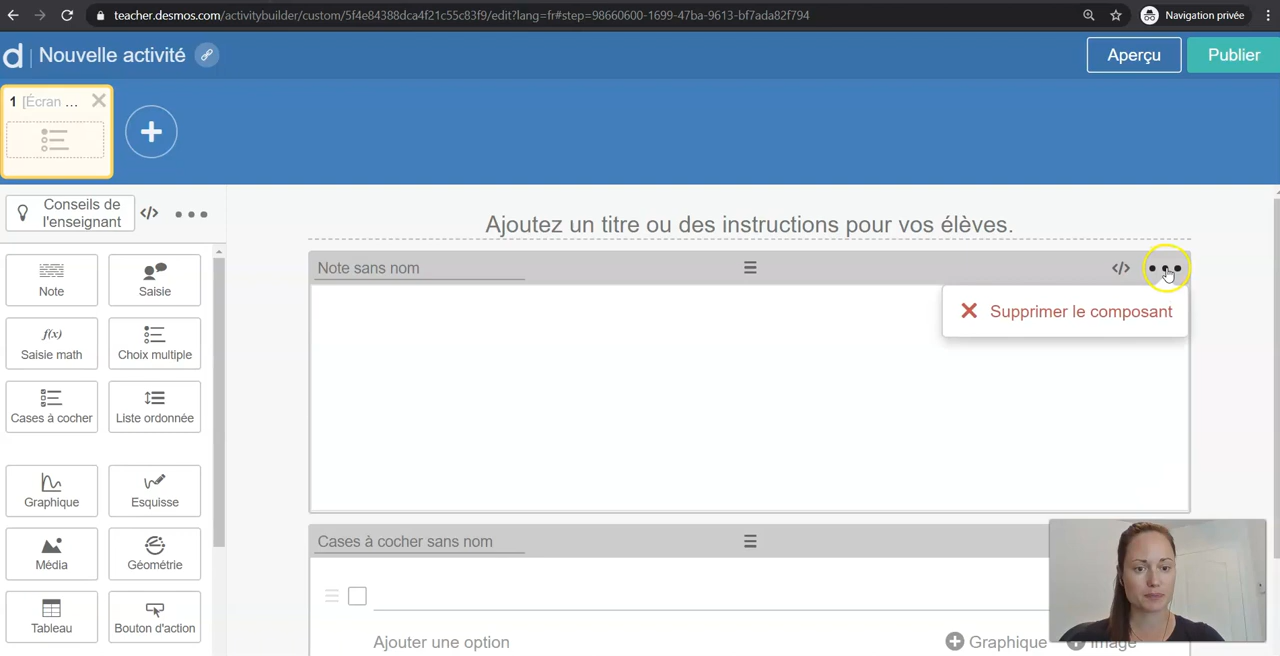 teacher.desmos.com/activitybuilder/custom/5f4e84388dca4f21c55c83f9/edit?lang=fr#step=98660600-1699-47ba-9613-bf7ada82f794
Navigation privée
d | Nouvelle activité
Aperçu
Publier
1 [Écran ...
Conseils de
l'enseignant
Ajoutez un titre ou des instructions pour vos élèves.
Note sans nom
Supprimer le composant
Note
Saisie
f(x)
Saisie math
Choix multiple
Cases à cocher
Liste ordonnée
Graphique
Esquisse
Média
Géométrie
Tableau
Bouton d'action
Cases à cocher sans nom
Ajouter une option
Graphique
Image